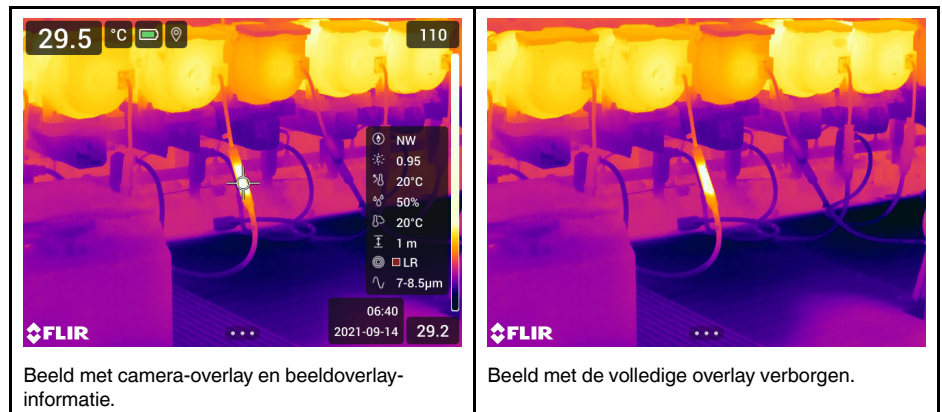 29.5 °C
110
NW
0.95
20°C
50%
20°C
1 m
LR
7-8.5µm
06:40
2021-09-14
29.2
FLIR
Beeld met camera-overlay en beeldoverlay-
informatie.
FLIR
Beeld met de volledige overlay verborgen.